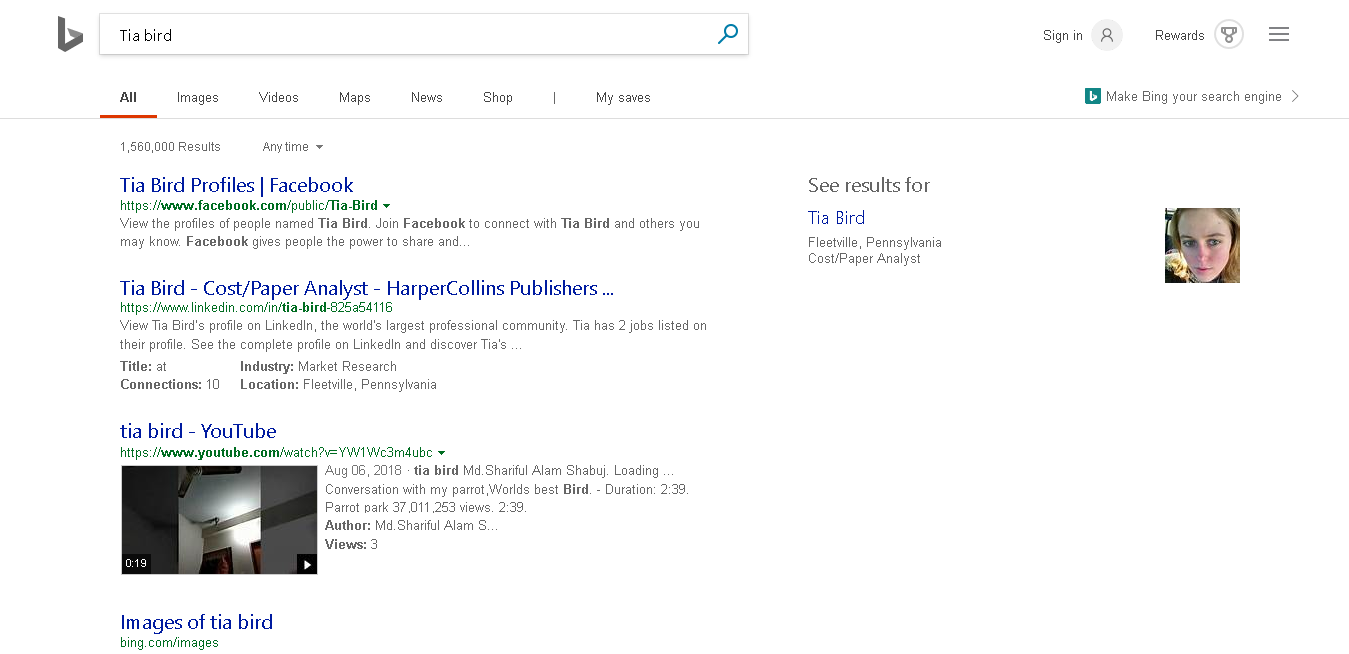 Tia bird
Sign in
Rewards
All
Images
Videos
Maps
News
Shop
|
My saves
Make Bing your search engine
1,560,000 Results
Any time
Tia Bird Profiles | Facebook
https://www.facebook.com/public/Tia-Bird
View the profiles of people named Tia Bird. Join Facebook to connect with Tia Bird and others you
may know. Facebook gives people the power to share and...
Tia Bird - Cost/Paper Analyst - HarperCollins Publishers ...
https://www.linkedin.com/in/tia-bird-825a54116
View Tia Bird's profile on LinkedIn, the world's largest professional community. Tia has 2 jobs listed on
their profile. See the complete profile on LinkedIn and discover Tia's ...
Title: at Industry: Market Research
Connections: 10 Location: Fleetville, Pennsylvania
tia bird - YouTube
https://www.youtube.com/watch?v=YW1Wc3m4ubc
0:19
Aug 06, 2018 · tia bird Md.Shariful Alam Shabuj. Loading ...
Conversation with my parrot,Worlds best Bird. - Duration: 2:39.
Parrot park 37,011,253 views. 2:39.
Author: Md.Shariful Alam S...
Views: 3
Images of tia bird
bing.com/images
See results for
Tia Bird
Fleetville, Pennsylvania
Cost/Paper Analyst